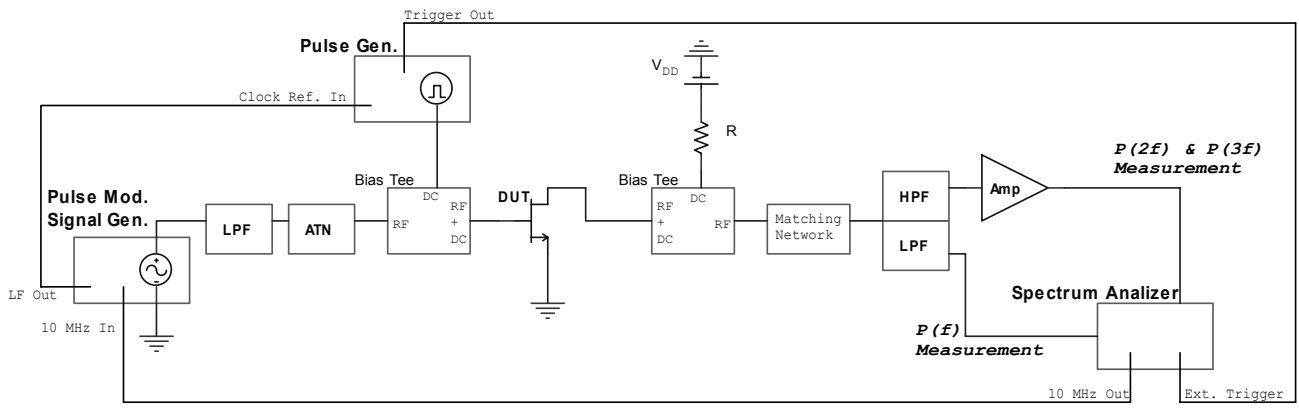 Trigger Out
Pulse Gen.
V_DD
Clock Ref. In
R
P(2f) & P(3f)
Measurement
Bias Tee
DUT
Bias Tee
Pulse Mod.
Signal Gen.
DC
RF
+
DC
RF
DC
RF
+
DC
RF
HPF
Amp
LPF
ATN
Matching
Network
LPF
LF Out
10 MHz In
Spectrum Analizer
P(f)
Measurement
10 MHz Out
Ext. Trigger